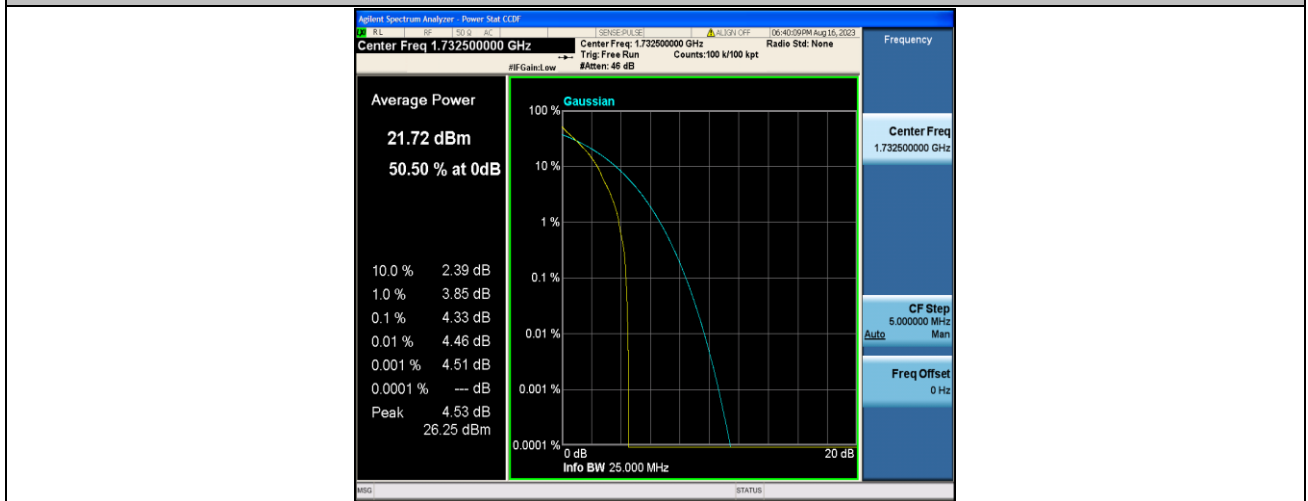 Agilent Spectrum Analyzer - Power Stat CCDF
RL RF 50 Ω AC SENSE:PULSE ALIGN OFF 06:40:09PM Aug 16, 2023
Center Freq 1.732500000 GHz
Center Freq: 1.732500000 GHz Radio Std: None
Trig: Free Run Counts:100 k/100 kpt
#IFGain:Low #Atten: 46 dB
Frequency
Average Power
21.72 dBm
50.50 % at 0dB
10.0 % 2.39 dB
1.0 % 3.85 dB
0.1 % 4.33 dB
0.01 % 4.46 dB
0.001 % 4.51 dB
0.0001 % --- dB
Peak 4.53 dB
26.25 dBm
Gaussian
100 %
10 %
1 %
0.1 %
0.01 %
0.001 %
0.0001 %
0 dB 20 dB
Info BW 25.000 MHz
Center Freq
1.732500000 GHz
CF Step
5.000000 MHz
Auto Man
Freq Offset
0 Hz
MSG STATUS